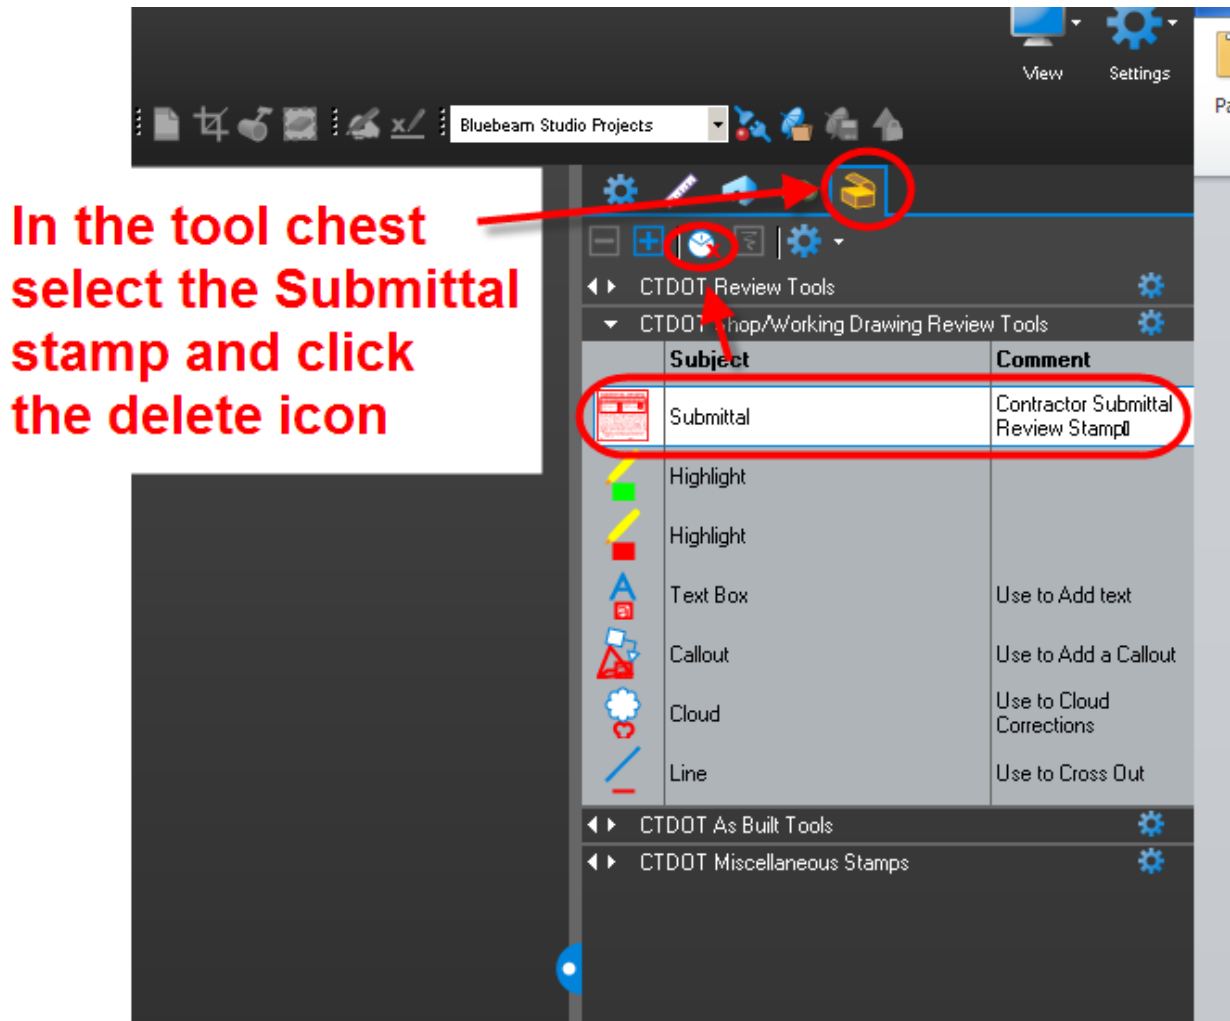 View Settings
Pa
Bluebeam Studio Projects
In the tool chest
select the Submittal
stamp and click
the delete icon
CTDOT Review Tools
CTDOT Shop/Working Drawing Review Tools
Subject Comment
Submittal Contractor Submittal
Review Stamp
Highlight
Highlight
Text Box Use to Add text
Callout Use to Add a Callout
Cloud Use to Cloud
Corrections
Line Use to Cross Out
CTDOT As Built Tools
CTDOT Miscellaneous Stamps